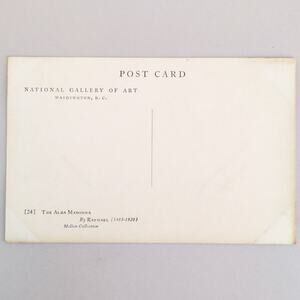 POST CARD
NATIONAL GALLERY OF ART
WASHINGTON, D. C.
[24] THE ALBA MADONNA
By RAPHAEL (1483-1520)
Mellon Collection